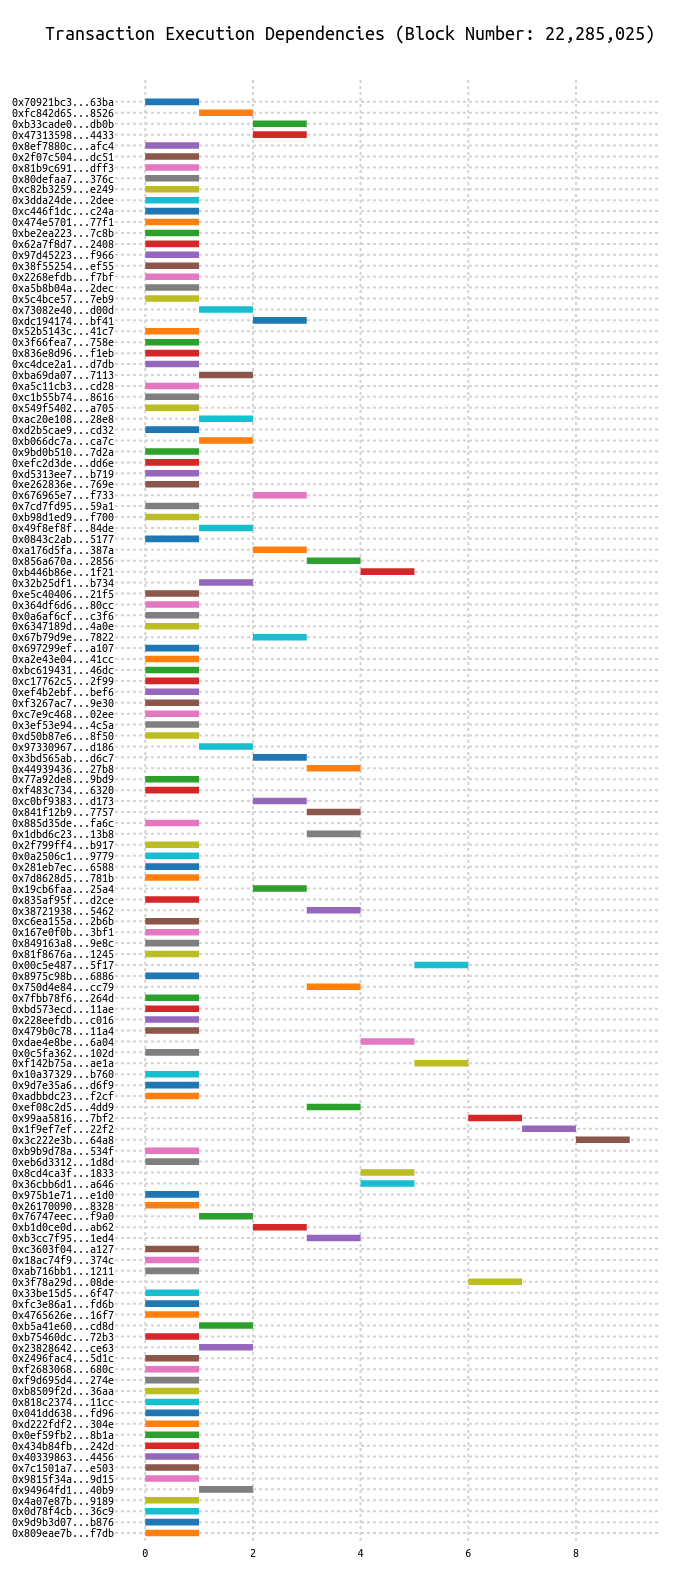 Transaction Execution Dependencies (Block Number: 22,285,025)
0x70921bc3...63ba
0xfc842d65...8526
0xb33cade0...db0b
0x47313598...4433
0x8ef7880c...afc4
0x2f07c504...dc51
0x81b9c691...dff3
0x80defaa7...376c
0xc82b3259...e249
0x3dda24de...2dee
0xc446f1dc...c24a
0x474e5701...77f1
0xbe2ea223...7c8b
0x62a7f8d7...2408
0x97d45223...f966
0x38f55254...ef55
0x2268efdb...f7bf
0xa5b8b04a...2dec
0x5c4bce57...7eb9
0x73082e40...d00d
0xdc194174...bf41
0x52b5143c...41c7
0x3f66fea7...758e
0x836e8d96...f1eb
0xc4dce2a1...d7db
0xba69da07...7113
0xa5c11cb3...cd28
0xc1b55b74...8616
0x549f5402...a705
0xac20e108...28e8
0xd2b5cae9...cd32
0xb066dc7a...ca7c
0x9bd0b510...7d2a
0xefc2d3de...dd6e
0xd5313ee7...b719
0xe262836e...769e
0x676965e7...f733
0x7cd7fd95...59a1
0xb98d1ed9...f700
0x49f8ef8f...84de
0x0843c2ab...5177
0xa176d5fa...387a
0x856a670a...2856
0xb446b86e...1f21
0x32b25df1...bf34
0xe5c40406...21f5
0x364df6d6...80cc
0x0a6af6cf...c3f6
0x6347189d...4a0e
0x67b79d9e...7822
0x697299ef...a107
0xa2e43e04...41cc
0xbc619431...46dc
0xc17762c5...2f99
0xef4b2ebf...bef6
0xf3267ac7...9e30
0xc7e9c468...02ee
0x3ef53e94...4c5a
0xd50b87e6...8f50
0x97330967...d186
0x3bd565ab...d6c7
0x44939436...27b8
0x77a92de8...9bd9
0xf483c734...6320
0xc0bf9383...d173
0x841f12b9...7757
0x885d35de...fa6c
0x1dbd6c23...13b8
0x2f799ff4...b917
0x0a2506c1...9779
0x281eb7ec...6588
0x7d8628d5...781b
0x19cb6faa...25a4
0x835af95f...d2ce
0x38721938...5462
0xc6ea155a...2b6b
0x167e0f0b...3bf1
0x849163a8...9e8c
0x81f8676a...1245
0x00c5e487...5f17
0x8975c98b...6886
0x750d4e84...cc79
0x7fbb78f6...264d
0xbd573ecd...11ae
0x228eefdb...c016
0x479b0c78...11a4
0xdae4e8be...6a04
0x0c5fa362...102d
0xf142b75a...ae1a
0x10a37329...b760
0x9d7e35a6...d6f9
0xadbbdc23...f2cf
0xef08c2d5...4dd9
0x99aa5816...7bf2
0x1f9ef7ef...22f2
0x3c222e3b...64a8
0xb9b9d78a...534f
0xeb6d3312...1d8d
0x8cd4ca3f...1833
0x36cbb6d1...a646
0x975b1e71...e1d0
0x26170090...8328
0x76747eec...f9a0
0xb1d0ce0d...ab62
0xb3cc7f95...1ed4
0xc3603f04...a127
0x18ac74f9...374c
0xab716bb1...1211
0x3f78a29d...08de
0x33be15d5...6f47
0xfc3e86a1...fd6b
0x4765626e...16f7
0xb5a41e60...cd8d
0xb75460dc...72b3
0x23828642...ce63
0x2496fac4...5d1c
0xf2683068...680c
0xf9d695d4...274e
0xb8509f2d...36aa
0x818c2374...11cc
0x041dd638...fd96
0xd222fdf2...304e
0x0ef59fb2...8b1a
0x434b84fb...242d
0x40339863...4456
0x7c1501a7...e503
0x9815f34a...9d15
0x94964fd1...40b9
0x4a07e87b...9189
0x0d78f4cb...36c9
0x9d9b3d07...b876
0x809eae7b...f7db
0 2 4 6 8